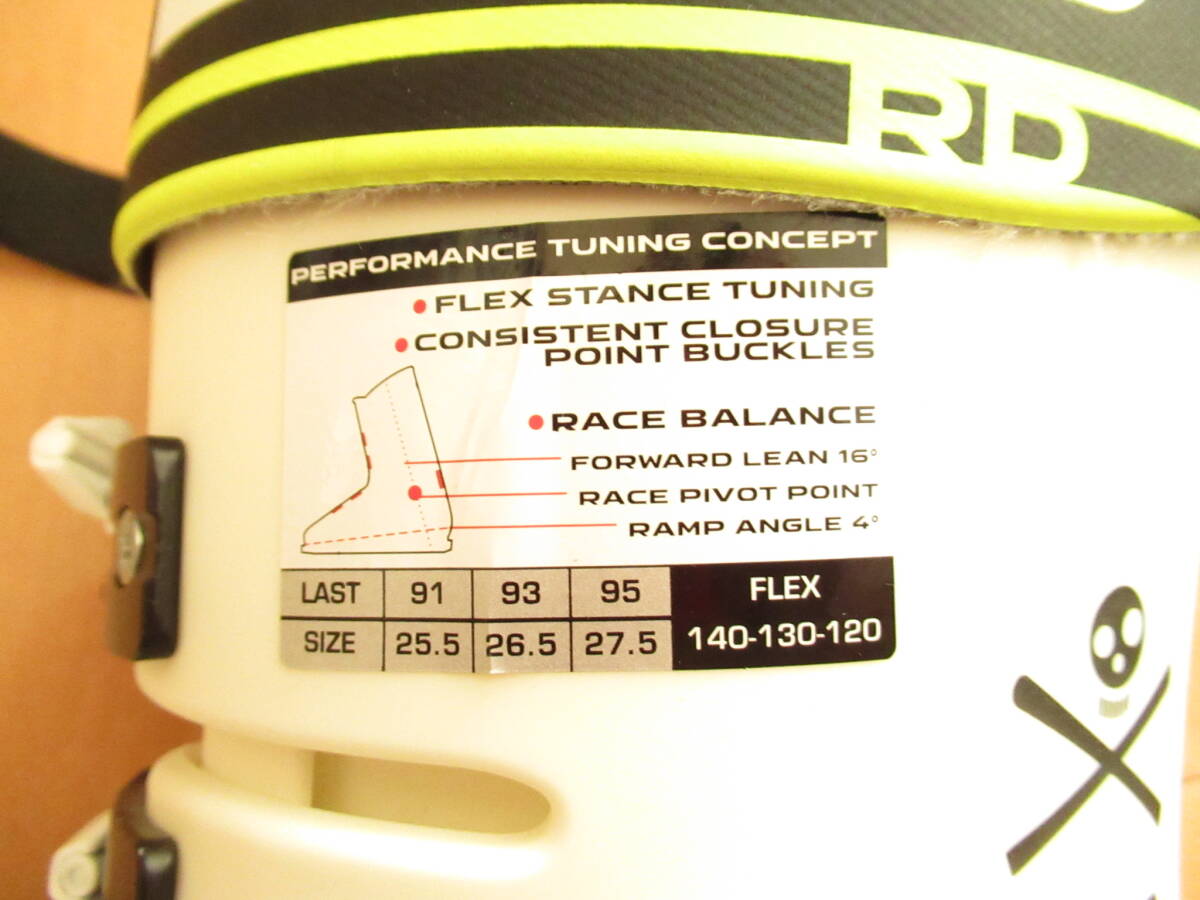 RD
PERFORMANCE TUNING CONCEPT
FLEX STANCE TUNING
CONSISTENT CLOSURE
POINT BUCKLES
RACE BALANCE
FORWARD LEAN 16°
RACE PIVOT POINT
RAMP ANGLE 4°
LAST 91 93 95 FLEX
SIZE 25.5 26.5 27.5 140-130-120